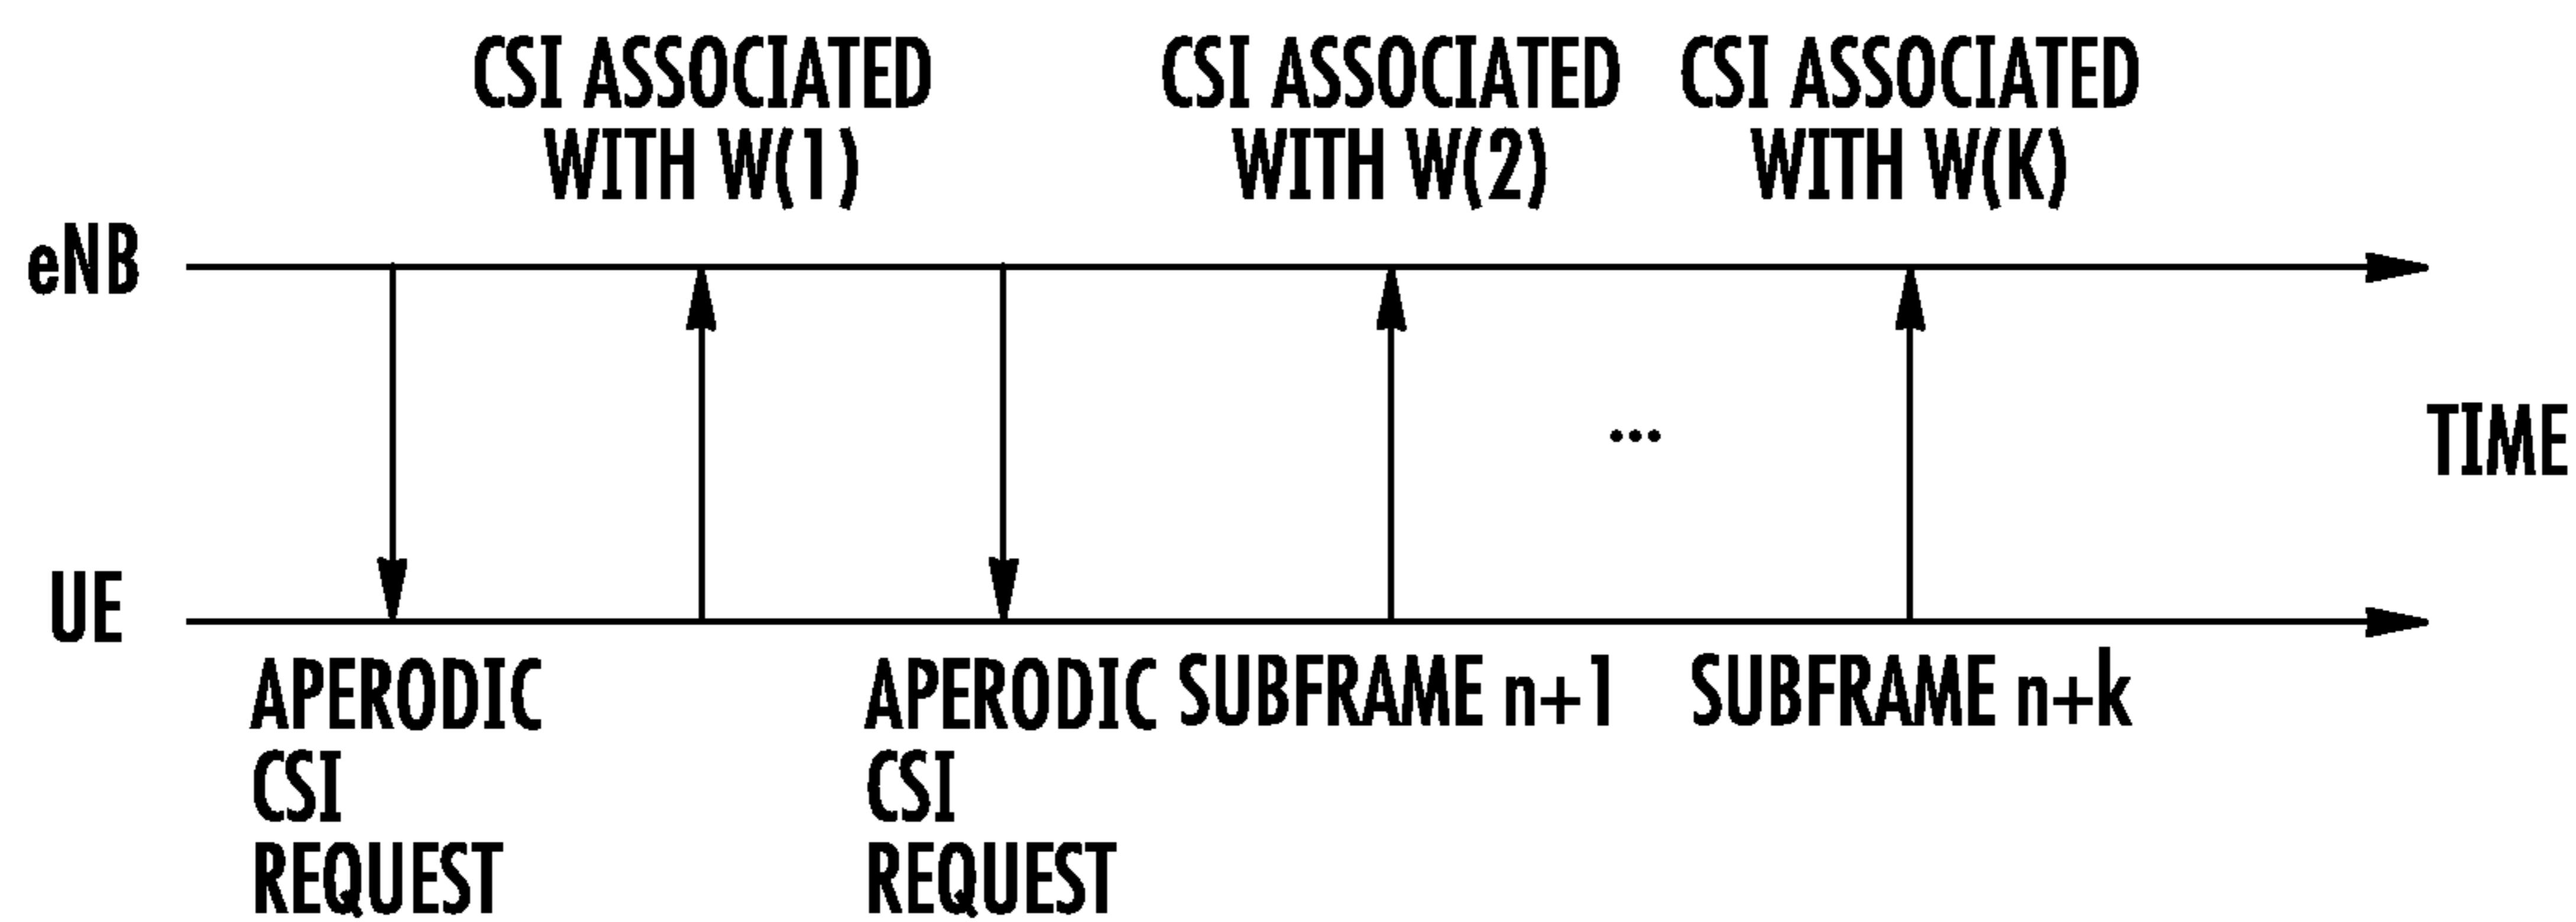 CSI ASSOCIATED
WITH W(1)
CSI ASSOCIATED
WITH W(2)
CSI ASSOCIATED
WITH W(K)
eNB
TIME
...
UE
APERODIC
CSI
REQUEST
APERODIC
CSI
REQUEST
SUBFRAME n+1
SUBFRAME n+k